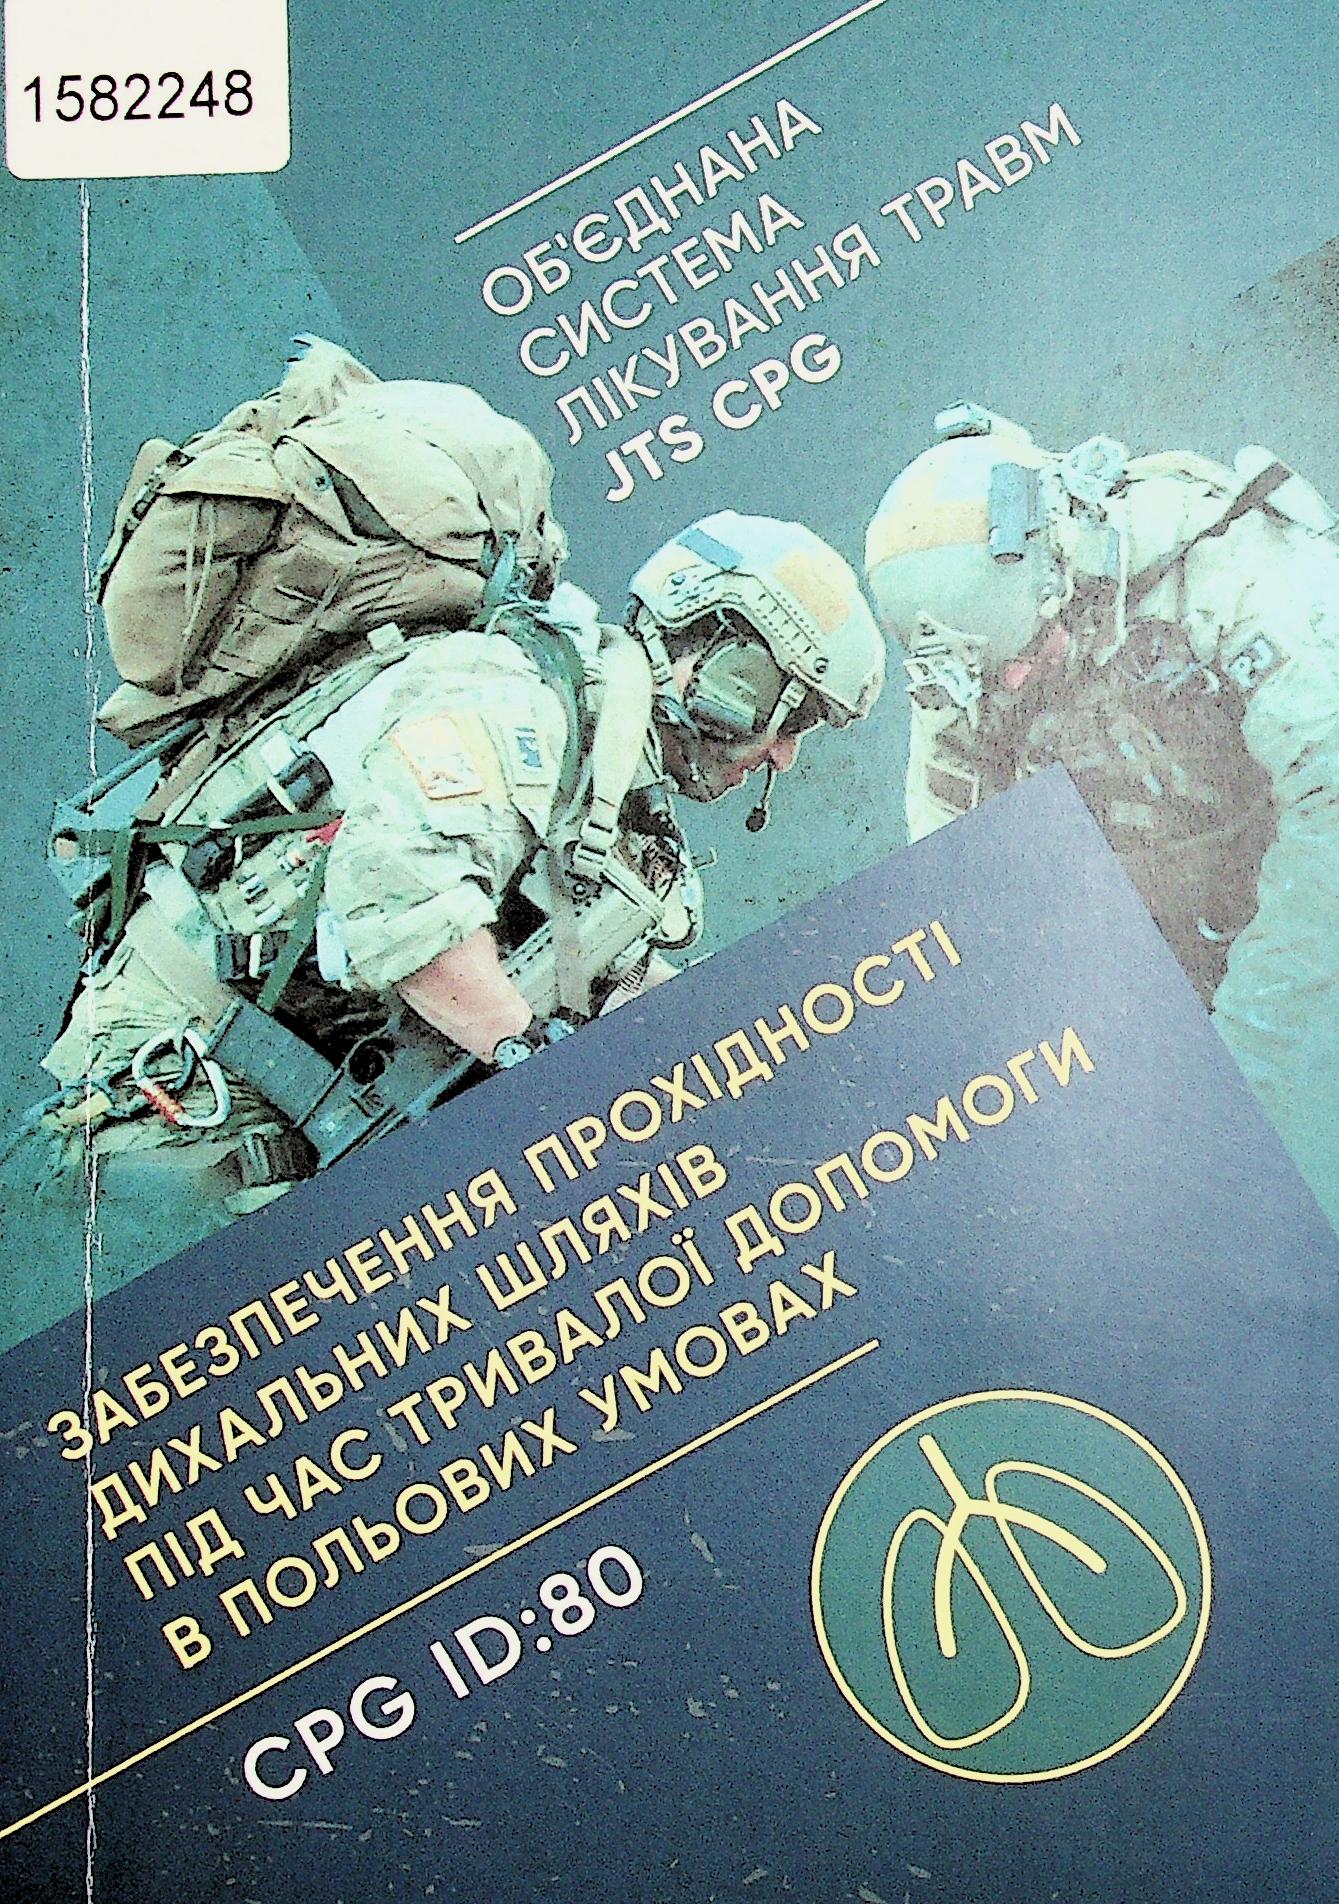 1582248
ОБ'ЄДНАНА
СИСТЕМА
ЛІКУВАННЯ ТРАВМ
JTS CPG
ЗАБЕЗПЕЧЕННЯ ПРОХІДНОСТІ
ДИХАЛЬНИХ ШЛЯХІВ
ПІД ЧАС ТРИВАЛОЇ ДОПОМОГИ
В ПОЛЬОВИХ УМОВАХ
CPG ID:80